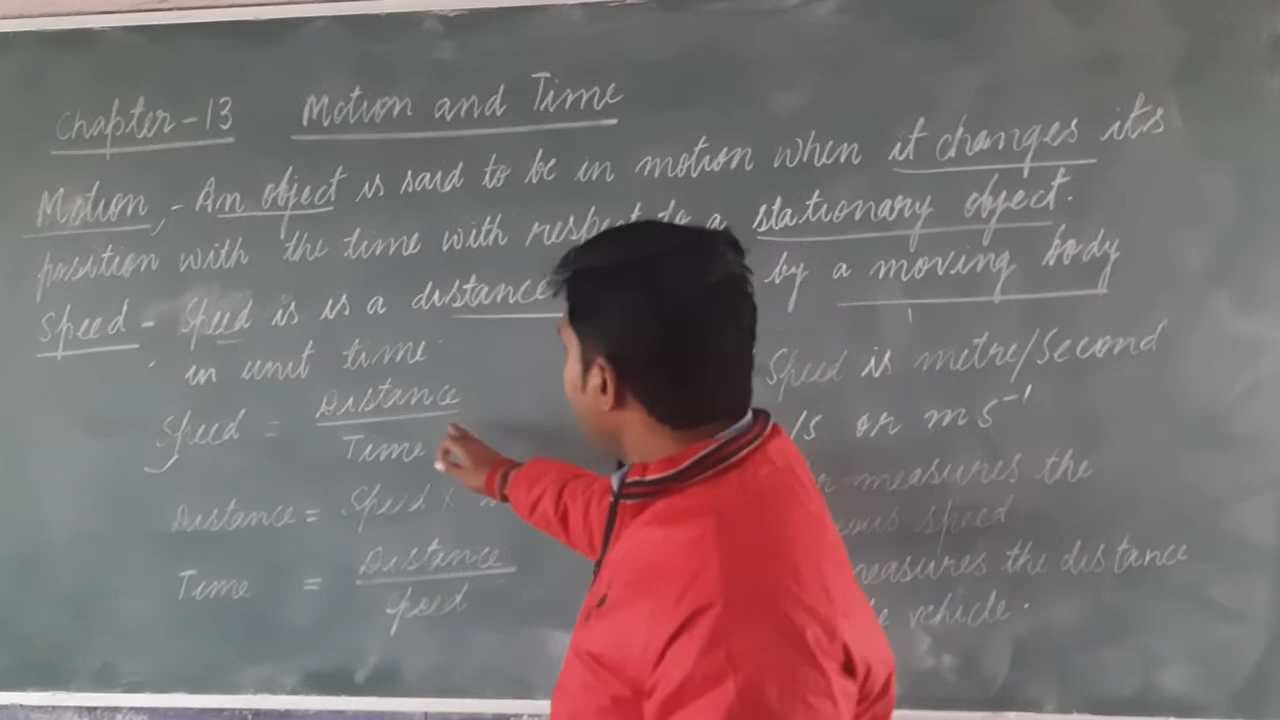 Chapter-13 Motion and Time
Motion,- An object is said to be in motion when it changes its
position with the time with respect to a stationary object.
Speed - Speed is is a distance by a moving body
in unit time.
Speed = Distance
Time
Distance = Speed ×
Time = Distance
Speed
Speed is metre/second
/s or m s⁻¹
measures the
speed
measures the distance
vehicle.